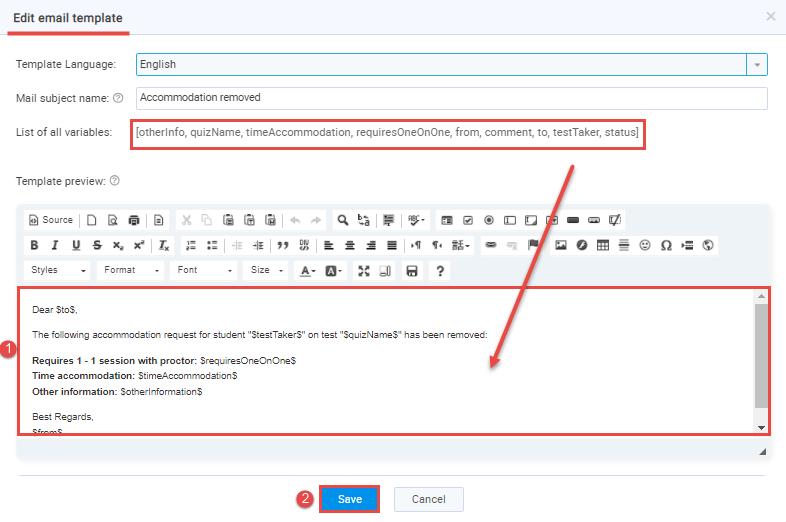 Edit email template
Template Language: English
Mail subject name: Accommodation removed
List of all variables: [otherInfo, quizName, timeAccommodation, requiresOneOnOne, from, comment, to, testTaker, status]
Template preview:
Source
Styles Format Font Size
Dear $to$,
The following accommodation request for student "$testTaker$" on test "$quizName$" has been removed:
Requires 1 - 1 session with proctor: $requiresOneOnOne$
Time accommodation: $timeAccommodation$
Other information: $otherInformation$
Best Regards,
$from$
1
2 Save Cancel